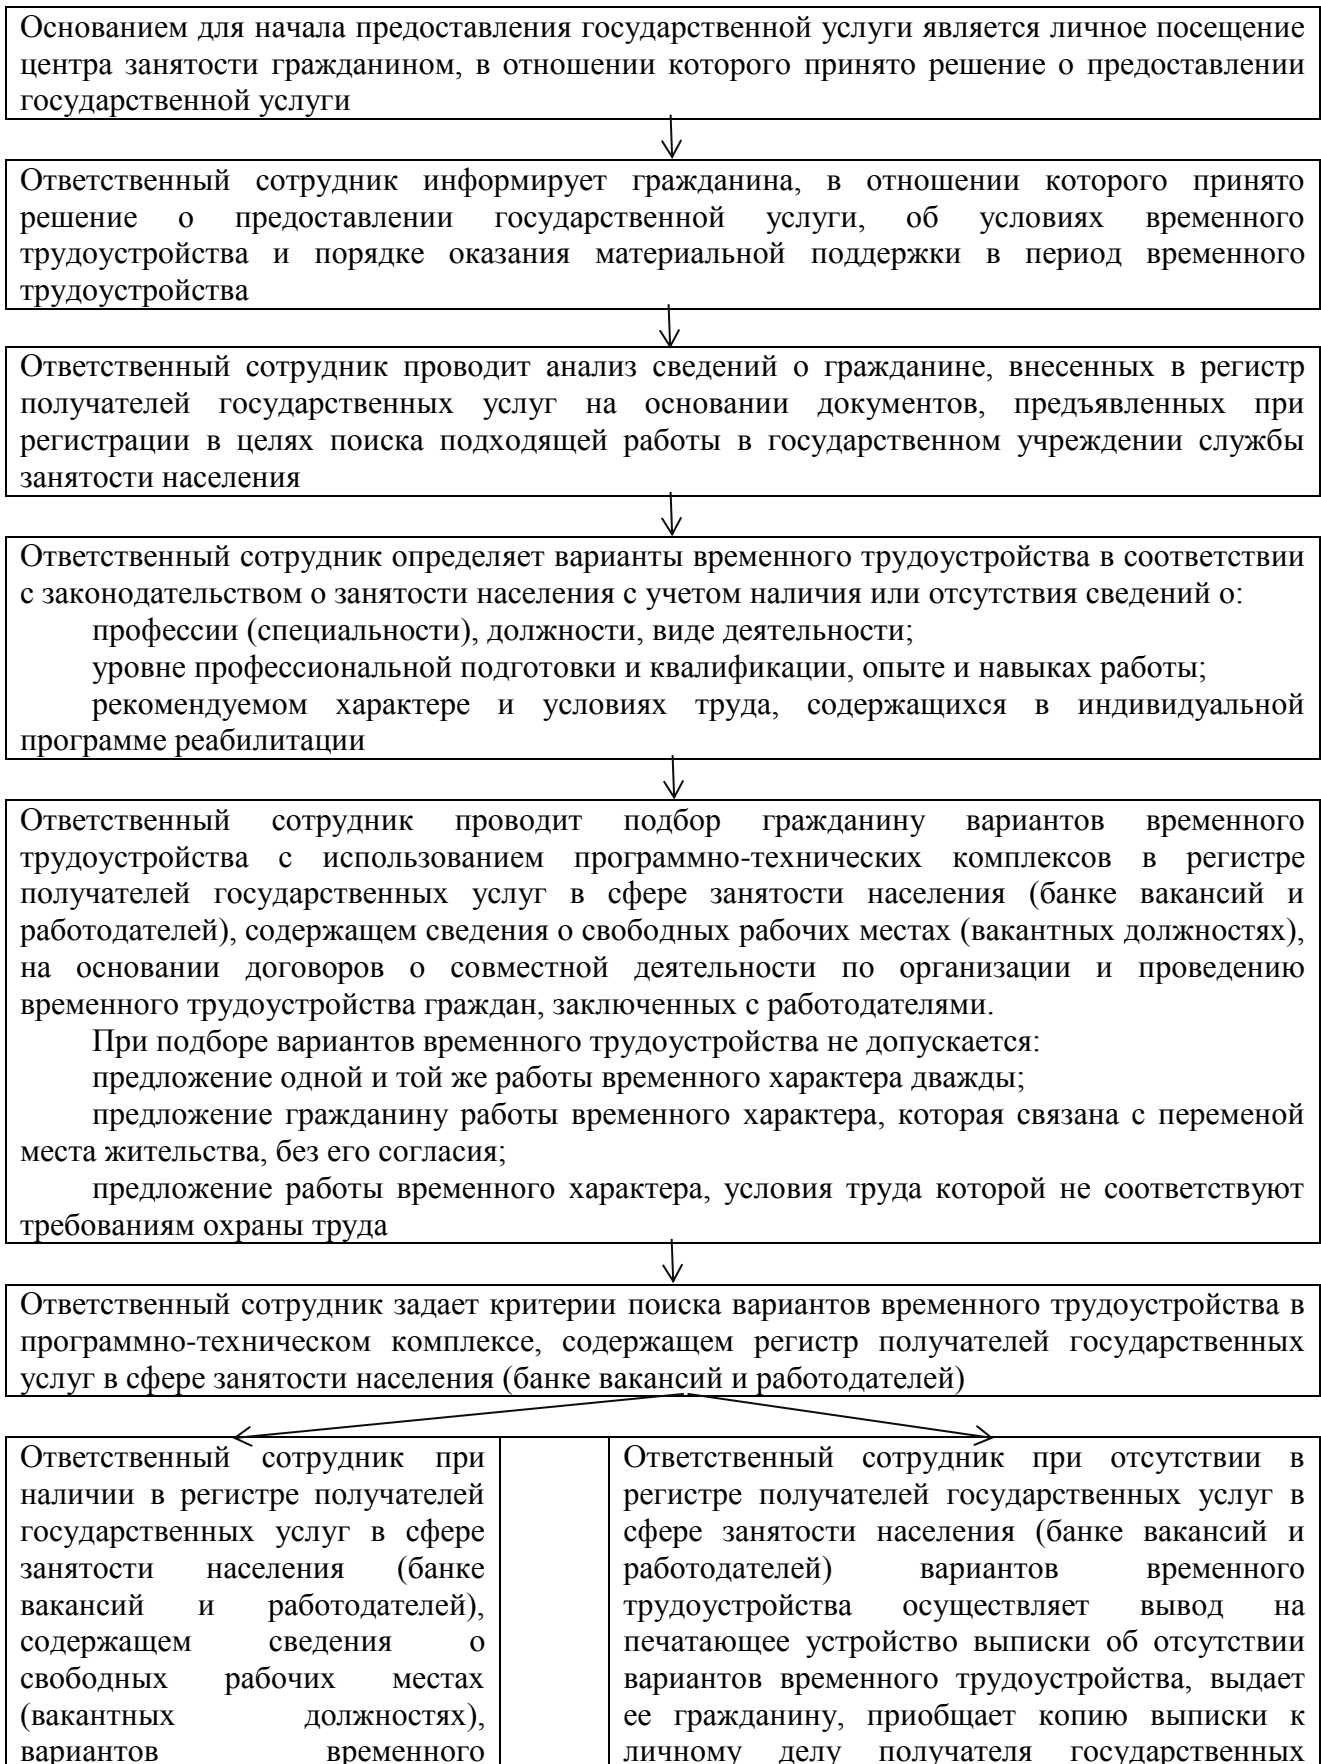 Основанием для начала предоставления государственной услуги является личное посещение
центра занятости гражданином, в отношении которого принято решение о предоставлении
государственной услуги
Ответственный сотрудник информирует гражданина, в отношении которого принято
решение о предоставлении государственной услуги, об условиях временного
трудоустройства и порядке оказания материальной поддержки в период временного
трудоустройства
Ответственный сотрудник проводит анализ сведений о гражданине, внесенных в регистр
получателей государственных услуг на основании документов, предъявленных при
регистрации в целях поиска подходящей работы в государственном учреждении службы
занятости населения
Ответственный сотрудник определяет варианты временного трудоустройства в соответствии
с законодательством о занятости населения с учетом наличия или отсутствия сведений о:
профессии (специальности), должности, виде деятельности;
уровне профессиональной подготовки и квалификации, опыте и навыках работы;
рекомендуемом характере и условиях труда, содержащихся в индивидуальной
программе реабилитации
Ответственный сотрудник проводит подбор гражданину вариантов временного
трудоустройства с использованием программно-технических комплексов в регистре
получателей государственных услуг в сфере занятости населения (банке вакансий и
работодателей), содержащем сведения о свободных рабочих местах (вакантных должностях),
на основании договоров о совместной деятельности по организации и проведению
временного трудоустройства граждан, заключенных с работодателями.
При подборе вариантов временного трудоустройства не допускается:
предложение одной и той же работы временного характера дважды;
предложение гражданину работы временного характера, которая связана с переменой
места жительства, без его согласия;
предложение работы временного характера, условия труда которой не соответствуют
требованиям охраны труда
Ответственный сотрудник задает критерии поиска вариантов временного трудоустройства в
программно-техническом комплексе, содержащем регистр получателей государственных
услуг в сфере занятости населения (банке вакансий и работодателей)
Ответственный сотрудник при
наличии в регистре получателей
государственных услуг в сфере
занятости населения (банке
вакансий и работодателей),
содержащем сведения о
свободных рабочих местах
(вакантных должностях),
вариантов временного
Ответственный сотрудник при отсутствии в
регистре получателей государственных услуг в
сфере занятости населения (банке вакансий и
работодателей) вариантов временного
трудоустройства осуществляет вывод на
печатающее устройство выписки об отсутствии
вариантов временного трудоустройства, выдает
ее гражданину, приобщает копию выписки к
личному делу получателя государственных